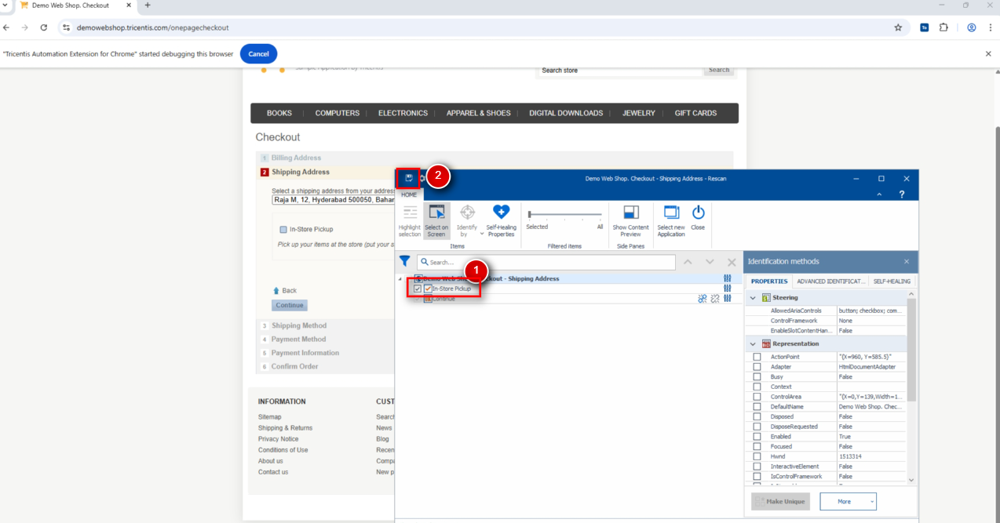 Demo Web Shop. Checkout
demowebshop.tricentis.com/onepagecheckout
"Tricentis Automation Extension for Chrome" started debugging this browser
Cancel
Sample Application by Tricentis
Search store
Search
BOOKS
COMPUTERS
ELECTRONICS
APPAREL & SHOES
DIGITAL DOWNLOADS
JEWELRY
GIFT CARDS
Checkout
1 Billing Address
2 Shipping Address
Select a shipping address from your address
Raja M, 12, Hyderabad 500050, Bahar
In-Store Pickup
Pick up your items at the store (put your s
Back
Continue
3 Shipping Method
4 Payment Method
5 Payment Information
6 Confirm Order
INFORMATION
Sitemap
Shipping & Returns
Privacy Notice
Conditions of Use
About us
Contact us
CUST
Search
News
Blog
Recen
Compa
New p
2
Demo Web Shop. Checkout - Shipping Address - Rescan
HOME
?
Highlight selection
Select on Screen
Identify by
Self-Healing Properties
Items
Selected
All
Filtered items
Show Content Preview
Side Panes
Select new Application
Close
Search...
1
Demo Web Sho
ckout - Shipping Address
In-Store Pickup
Continue
Identification methods
PROPERTIES
ADVANCED IDENTIFICAT...
SELF-HEALING
Steering
AllowedAriaControls button; checkbox; com...
ControlFramework None
EnableSlotContentHan... False
Representation
ActionPoint "{X=960, Y=585.5}"
Adapter HtmlDocumentAdapter
Busy False
Context
ControlArea "{X=0,Y=139,Width=1...
DefaultName Demo Web Shop. Chec...
Disposed False
DisposeRequested False
Enabled True
Focused False
Hwnd 1513314
InteractiveElement False
IsControlFramework False
Make Unique
More